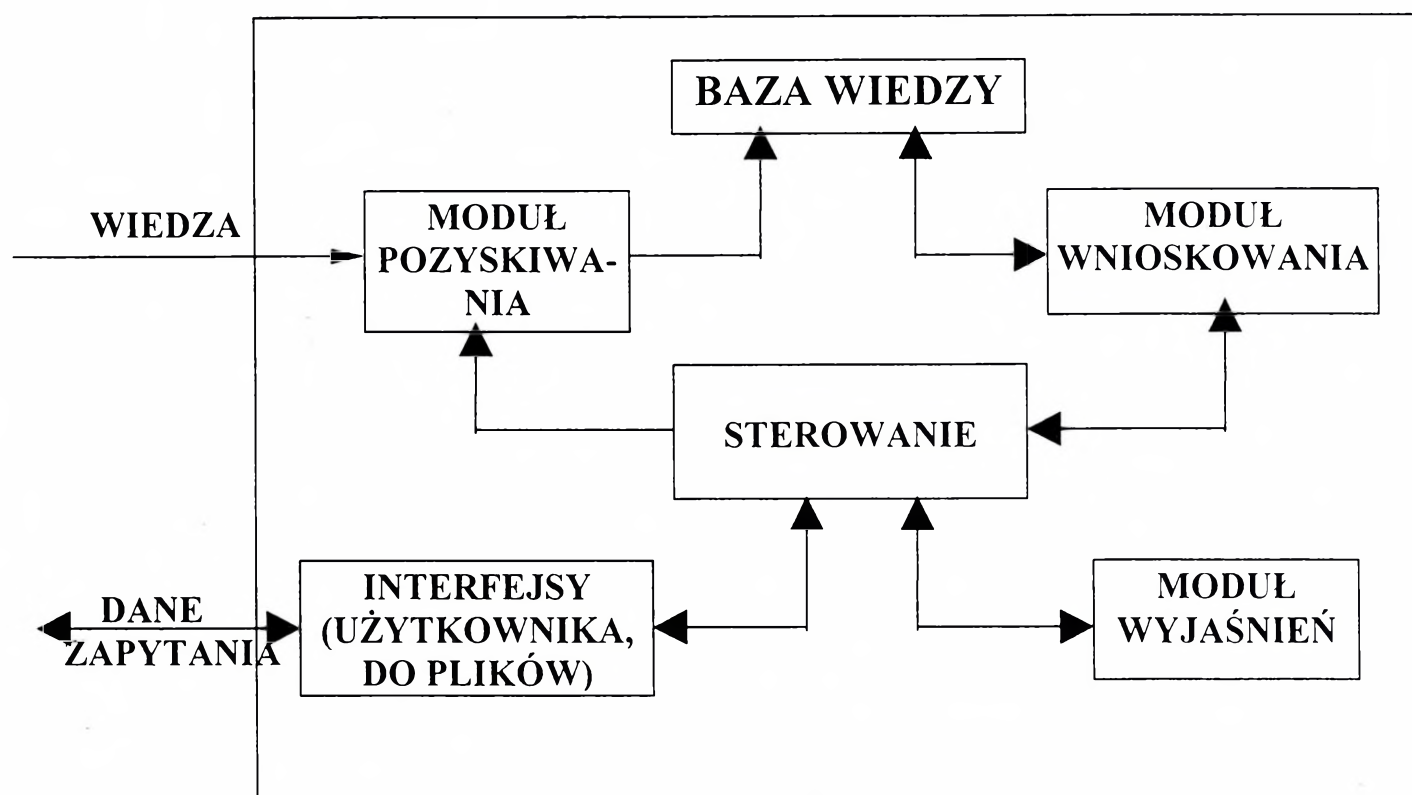 BAZA WIEDZY
WIEDZA
MODUŁ
POZYSKIWA-
NIA
MODUŁ
WNIOSKOWANIA
STEROWANIE
DANE
ZAPYTANIA
INTERFEJSY
(UŻYTKOWNIKA,
DO PLIKÓW)
MODUŁ
WYJAŚNIEŃ